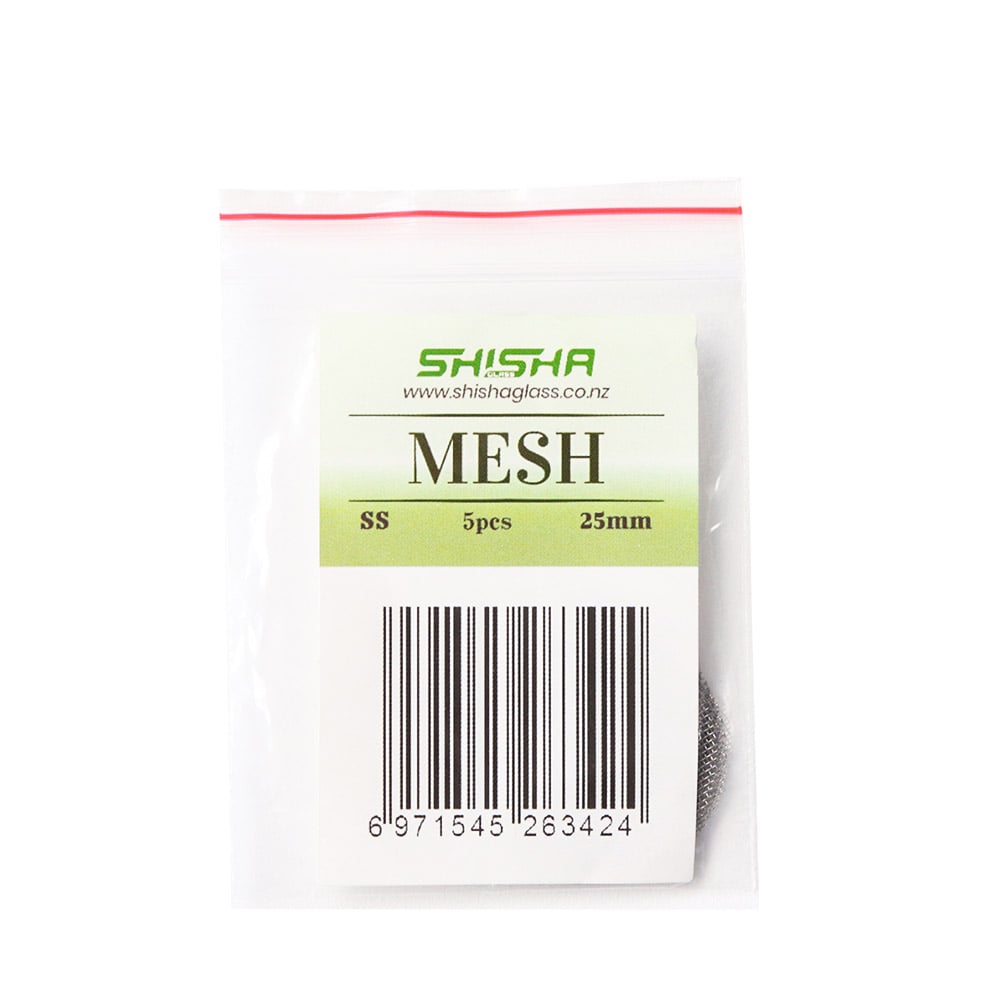 SHISHA
GLASS
www.shishaglass.co.nz
MESH
SS 5pcs 25mm
6 971545 263424